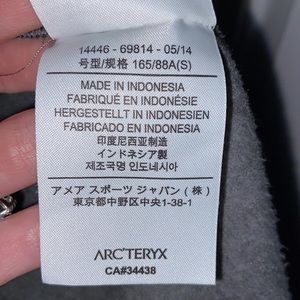 14446 - 69814 - 05/14
号型/规格 165/88A(S)
MADE IN INDONESIA
FABRIQUÉ EN INDONÉSIE
HERGESTELLT IN INDONESIEN
FABRICADO EN INDONESIA
印度尼西亚制造
インドネシア製
제조국명 인도네시아
アメア スポーツ ジャパン (株)
東京都中野区中央1-38-1
ARC'TERYX
CA#34438